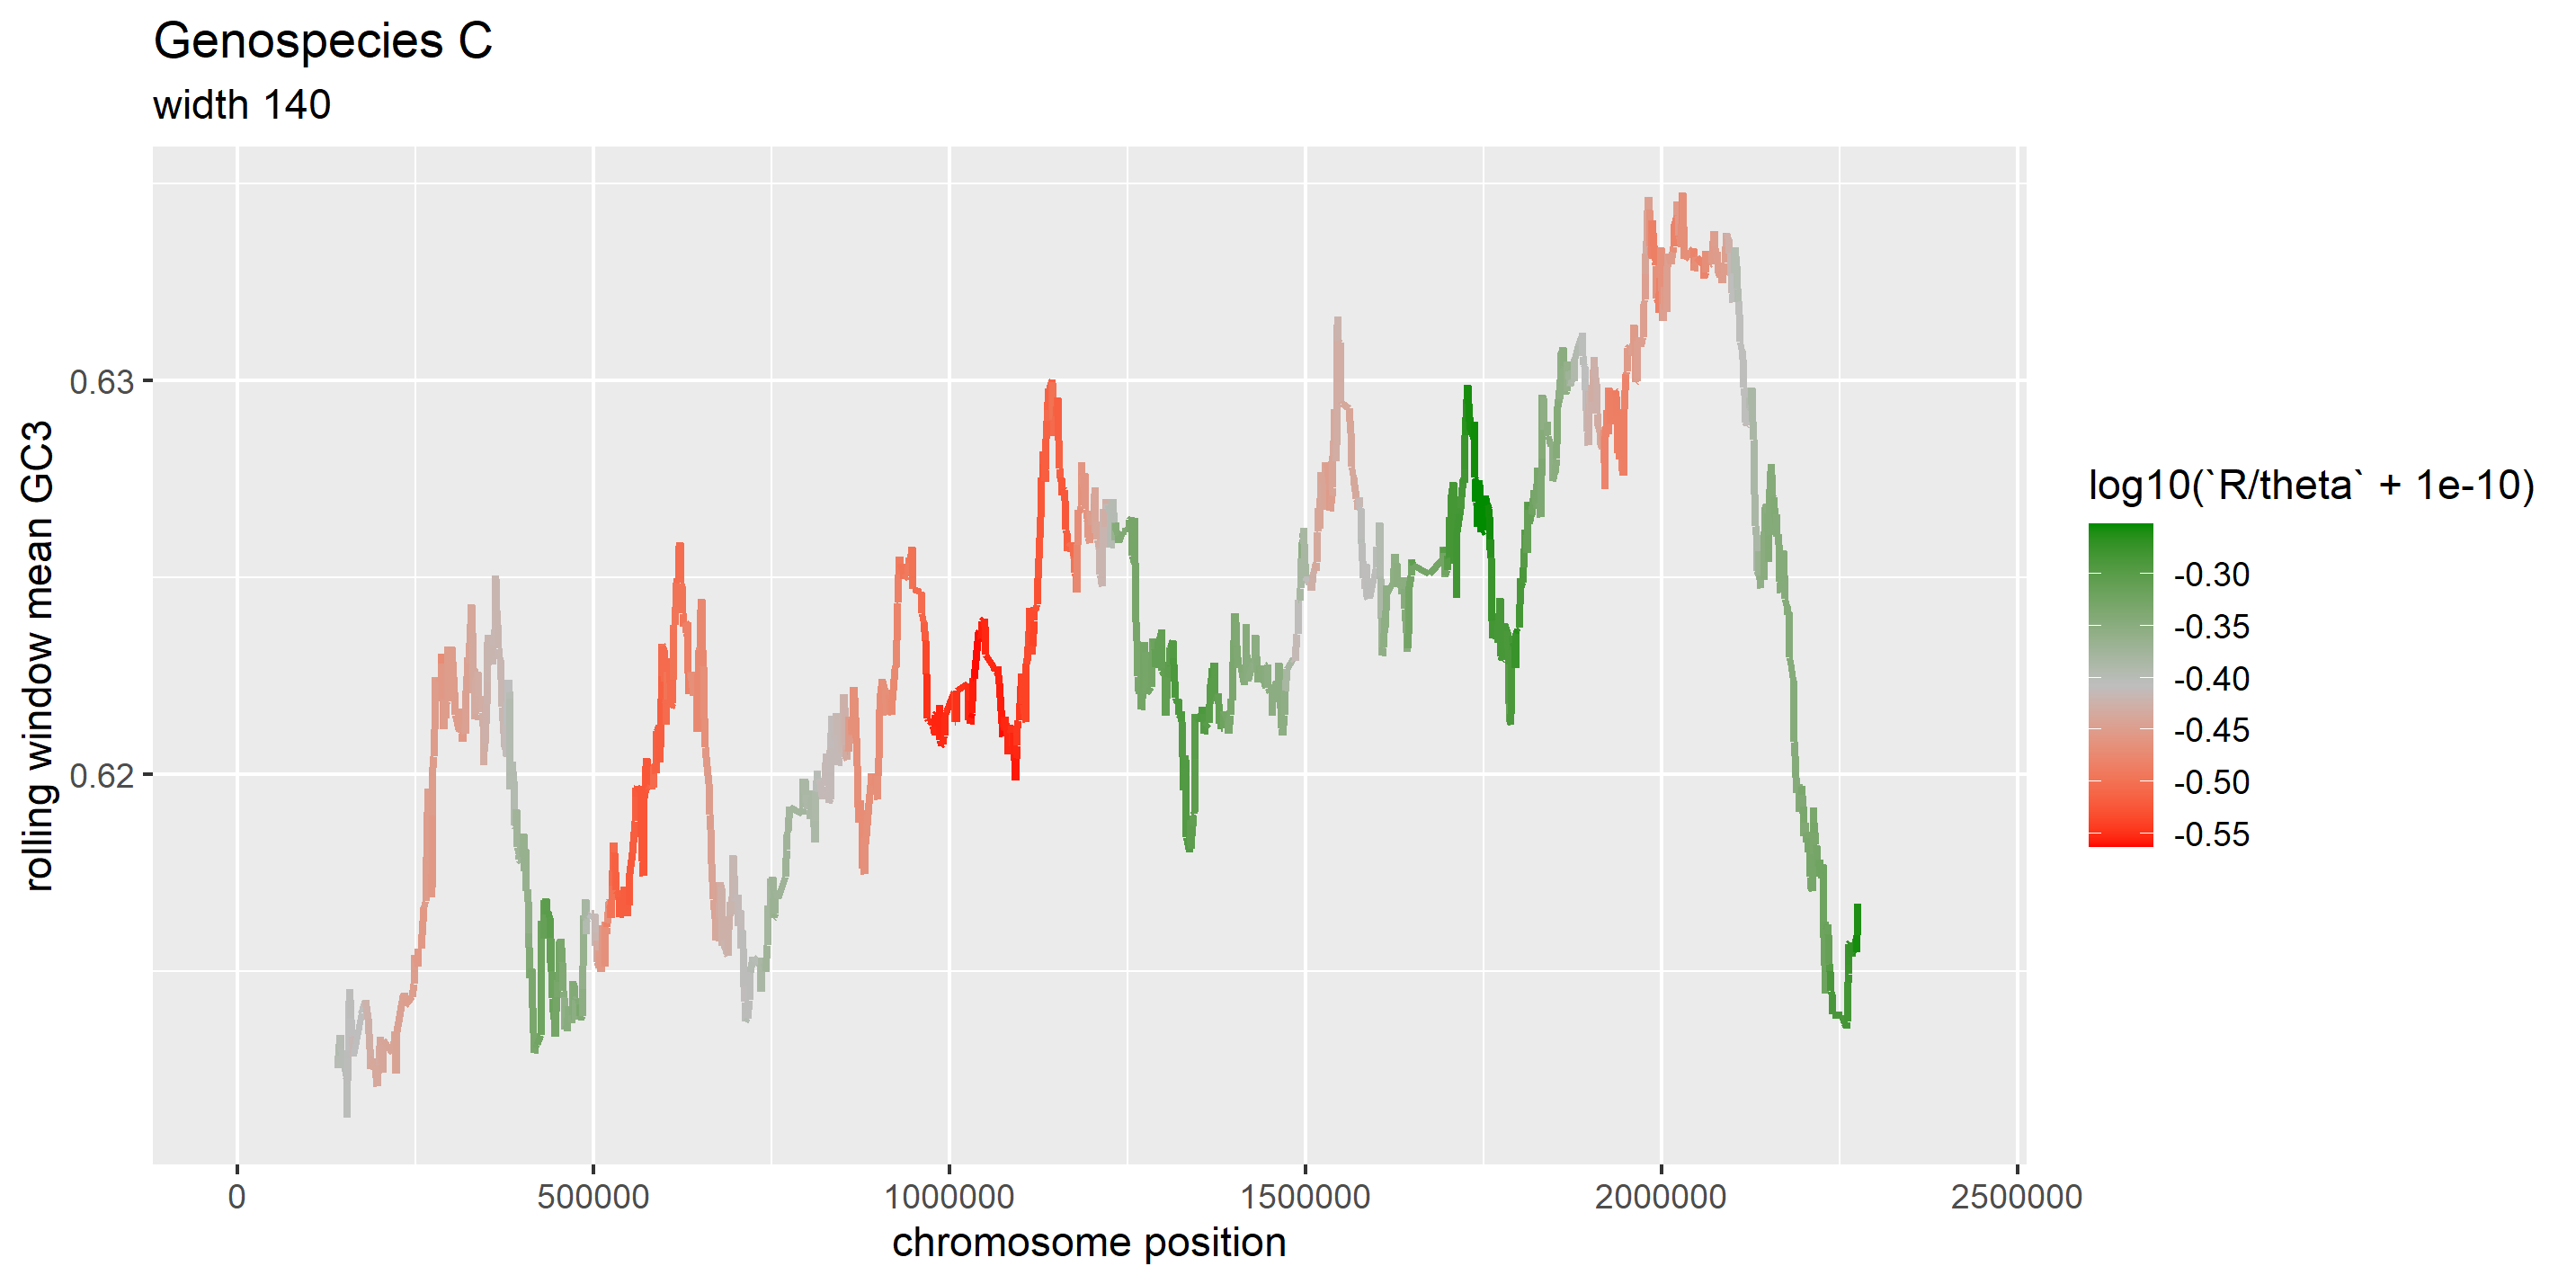 Genospecies C
width 140
rolling window mean GC3
0.63
0.62
0
500000
1000000
1500000
2000000
2500000
chromosome position
log10(`R/theta` + 1e-10)
-0.30
-0.35
-0.40
-0.45
-0.50
-0.55